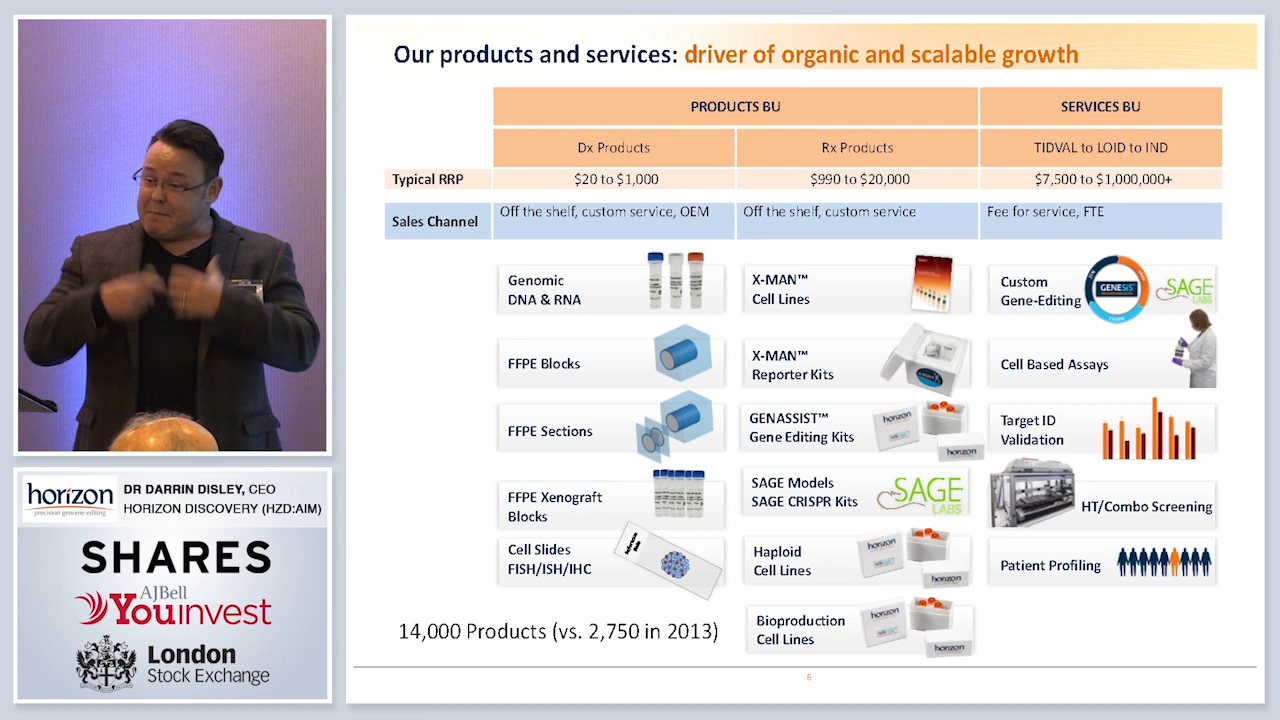 Our products and services: driver of organic and scalable growth
PRODUCTS BU
SERVICES BU
Dx Products
Rx Products
TIDVAL to LOID to IND
Typical RRP
$20 to $1,000
$990 to $20,000
$7,500 to $1,000,000+
Sales Channel
Off the shelf, custom service, OEM
Off the shelf, custom service
Fee for service, FTE
Genomic
DNA & RNA
FFPE Blocks
FFPE Sections
FFPE Xenograft
Blocks
Cell Slides
FISH/ISH/IHC
X-MAN™
Cell Lines
X-MAN™
Reporter Kits
X-MAN
GENASSIST™
Gene Editing Kits
horizon
horizon
SAGE Models
SAGE CRISPR Kits
SAGE
LABS
Haploid
Cell Lines
horizon
horizon
Bioproduction
Cell Lines
horizon
horizon
Custom
Gene-Editing
GENESIS
SAGE
LABS
Cell Based Assays
Target ID
Validation
HT/Combo Screening
Patient Profiling
14,000 Products (vs. 2,750 in 2013)
6
horizon
precision genome editing
DR DARRIN DISLEY, CEO
HORIZON DISCOVERY (HZD:AIM)
SHARES
AJBell
Youinvest
London
Stock Exchange